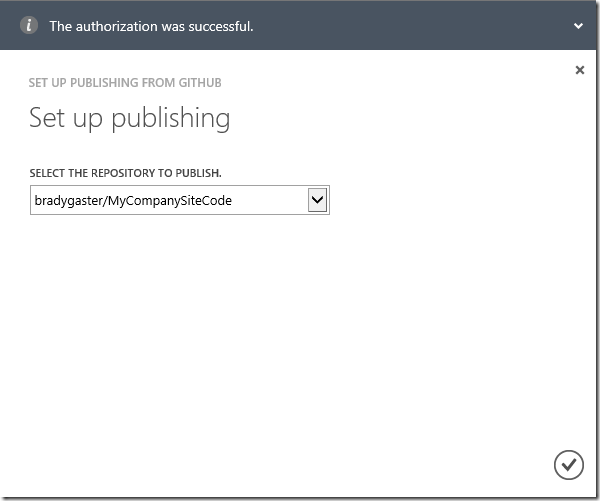 The authorization was successful.
SET UP PUBLISHING FROM GITHUB
Set up publishing
SELECT THE REPOSITORY TO PUBLISH.
bradygaster/MyCompanySiteCode